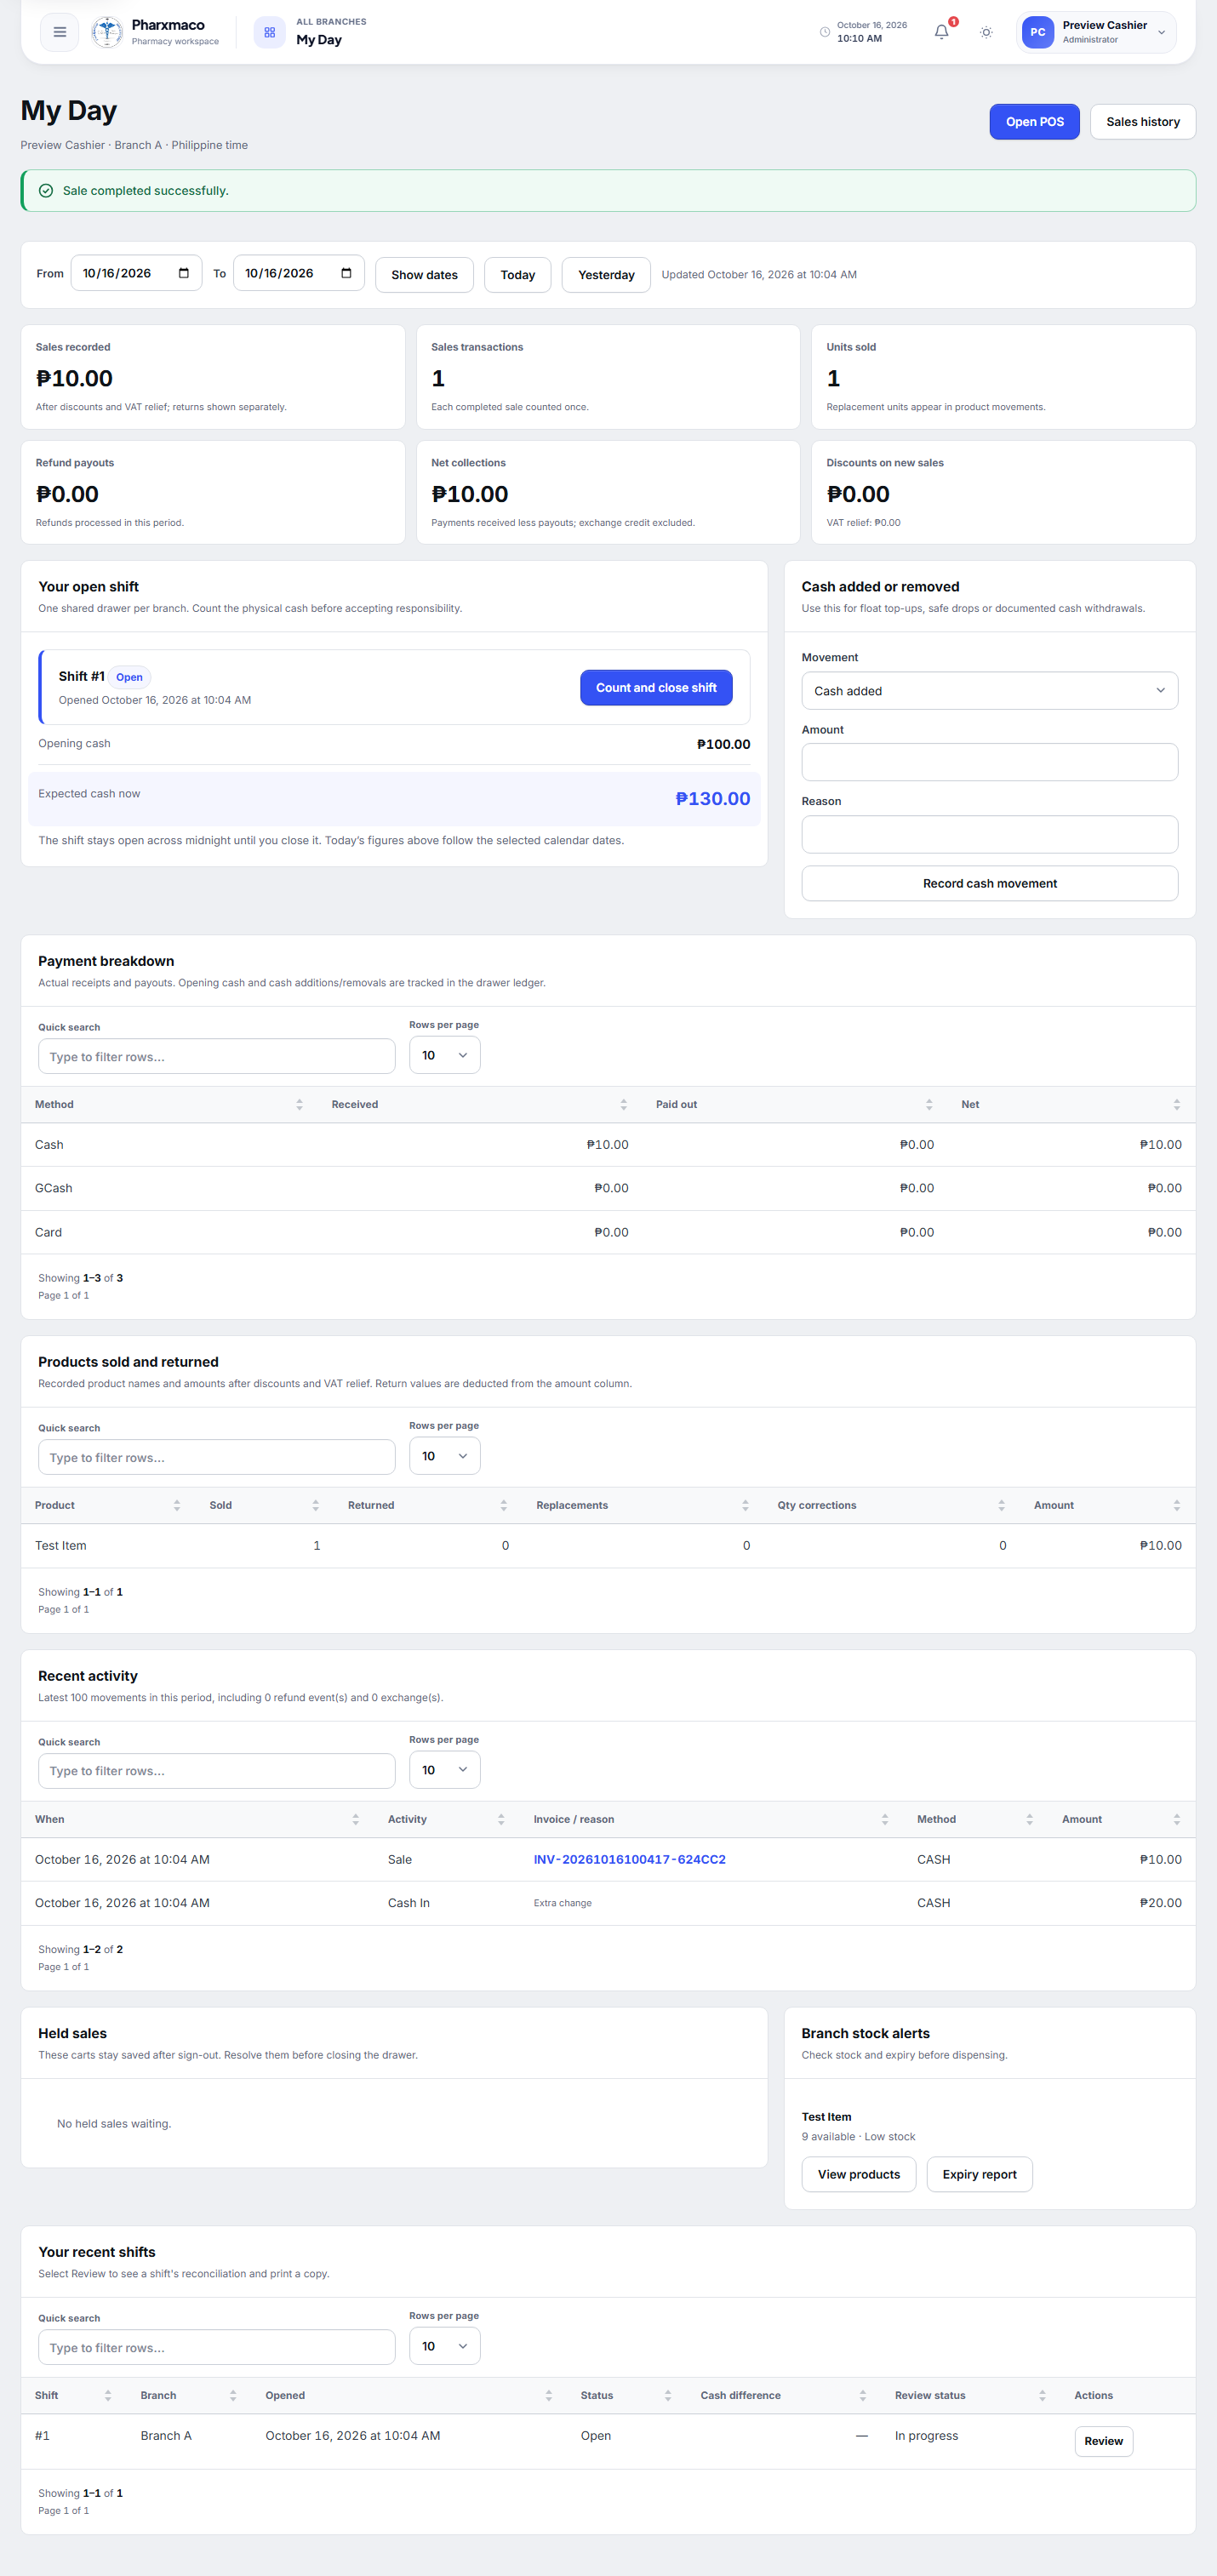 Pharxmaco
Pharmacy workspace
ALL BRANCHES
My Day
October 16, 2026
10:10 AM
1
PC
Preview Cashier
Administrator
My Day
Preview Cashier · Branch A · Philippine time
Open POS
Sales history
Sale completed successfully.
From 10/16/2026 To 10/16/2026 Show dates Today Yesterday Updated October 16, 2026 at 10:04 AM
Sales recorded
₱10.00
After discounts and VAT relief; returns shown separately.
Sales transactions
1
Each completed sale counted once.
Units sold
1
Replacement units appear in product movements.
Refund payouts
₱0.00
Refunds processed in this period.
Net collections
₱10.00
Payments received less payouts; exchange credit excluded.
Discounts on new sales
₱0.00
VAT relief: ₱0.00
Your open shift
One shared drawer per branch. Count the physical cash before accepting responsibility.
Shift #1 Open
Opened October 16, 2026 at 10:04 AM
Count and close shift
Opening cash ₱100.00
Expected cash now ₱130.00
The shift stays open across midnight until you close it. Today's figures above follow the selected calendar dates.
Cash added or removed
Use this for float top-ups, safe drops or documented cash withdrawals.
Movement
Cash added
Amount
Reason
Record cash movement
Payment breakdown
Actual receipts and payouts. Opening cash and cash additions/removals are tracked in the drawer ledger.
Quick search Rows per page
Type to filter rows... 10
Method Received Paid out Net
Cash ₱10.00 ₱0.00 ₱10.00
GCash ₱0.00 ₱0.00 ₱0.00
Card ₱0.00 ₱0.00 ₱0.00
Showing 1–3 of 3
Page 1 of 1
Products sold and returned
Recorded product names and amounts after discounts and VAT relief. Return values are deducted from the amount column.
Quick search Rows per page
Type to filter rows... 10
Product Sold Returned Replacements Qty corrections Amount
Test Item 1 0 0 0 ₱10.00
Showing 1–1 of 1
Page 1 of 1
Recent activity
Latest 100 movements in this period, including 0 refund event(s) and 0 exchange(s).
Quick search Rows per page
Type to filter rows... 10
When Activity Invoice / reason Method Amount
October 16, 2026 at 10:04 AM Sale INV-20261016100417-624CC2 CASH ₱10.00
October 16, 2026 at 10:04 AM Cash In Extra change CASH ₱20.00
Showing 1–2 of 2
Page 1 of 1
Held sales
These carts stay saved after sign-out. Resolve them before closing the drawer.
No held sales waiting.
Branch stock alerts
Check stock and expiry before dispensing.
Test Item
9 available · Low stock
View products Expiry report
Your recent shifts
Select Review to see a shift's reconciliation and print a copy.
Quick search Rows per page
Type to filter rows... 10
Shift Branch Opened Status Cash difference Review status Actions
#1 Branch A October 16, 2026 at 10:04 AM Open — In progress Review
Showing 1–1 of 1
Page 1 of 1